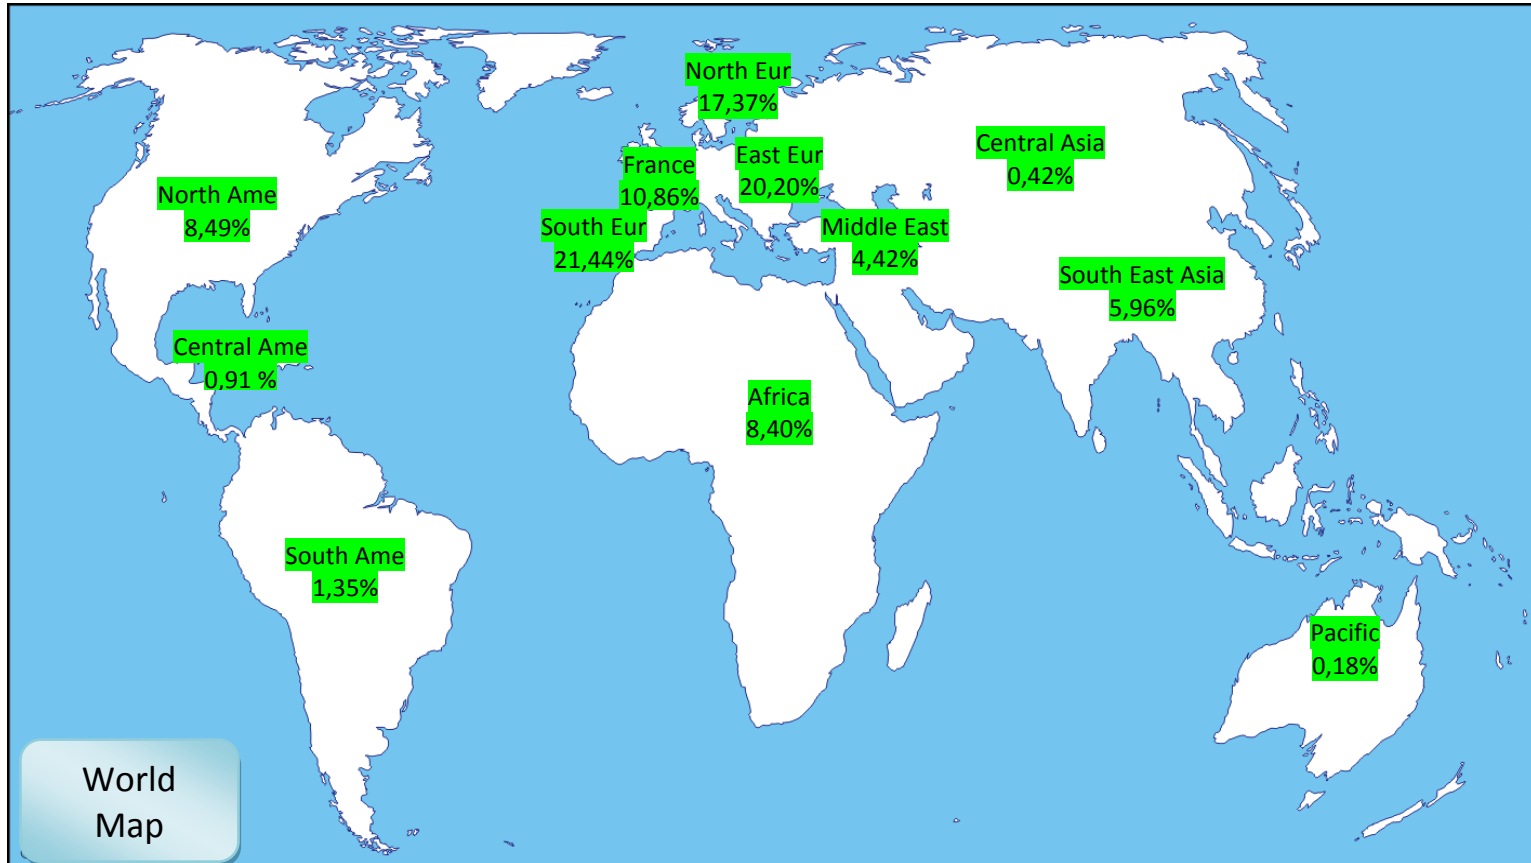 North Eur
17,37%
Central Asia
0,42%
East Eur
20,20%
France
10,86%
North Ame
8,49%
South Eur
21,44%
Middle East
4,42%
South East Asia
5,96%
Central Ame
0,91 %
Africa
8,40%
South Ame
1,35%
Pacific
0,18%
World
Map